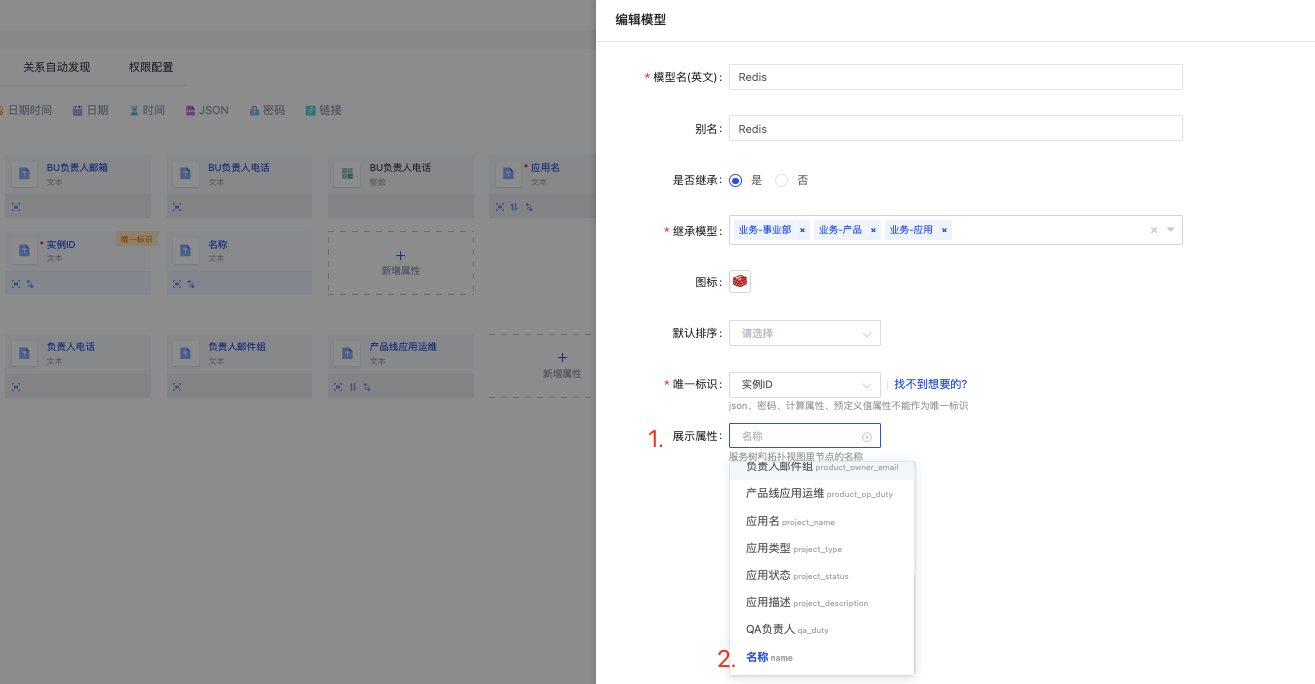 编辑模型
关系自动发现 权限配置
日期时间 日期 时间 JSON 密码 链接
BU负责人邮箱
文本
BU负责人电话
文本
BU负责人电话
整数
* 应用名
文本
* 实例ID
文本
唯一标识
名称
文本
+
新增属性
负责人电话
文本
负责人邮件组
文本
产品线应用运维
文本
+
新增属性
* 模型名(英文): Redis
别名: Redis
是否继承: 是 否
* 继承模型: 业务-事业部 × 业务-产品 × 业务-应用 ×
图标:
默认排序: 请选择
* 唯一标识: 实例ID 找不到想要的?
json、密码、计算属性、预定义值属性不能作为唯一标识
1. 展示属性: 名称
服务树和拓扑视图里节点的名称
负责人邮件组 product_owner_email
产品线应用运维 product_op_duty
应用名 project_name
应用类型 project_type
应用状态 project_status
应用描述 project_description
QA负责人 qa_duty
2. 名称 name